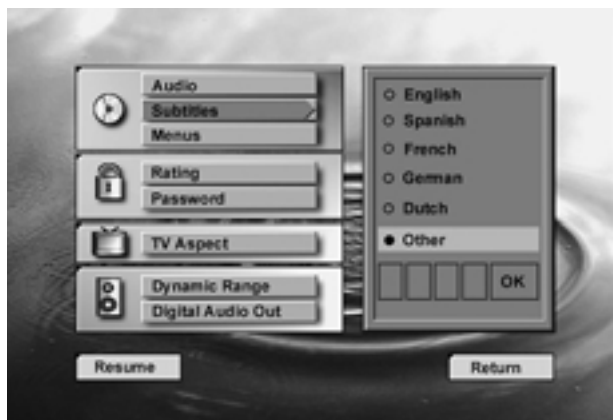 Audio
Subtitles
Menus
Rating
Password
TV Aspect
Dynamic Range
Digital Audio Out
English
Spanish
French
German
Dutch
Other
OK
Resume
Return